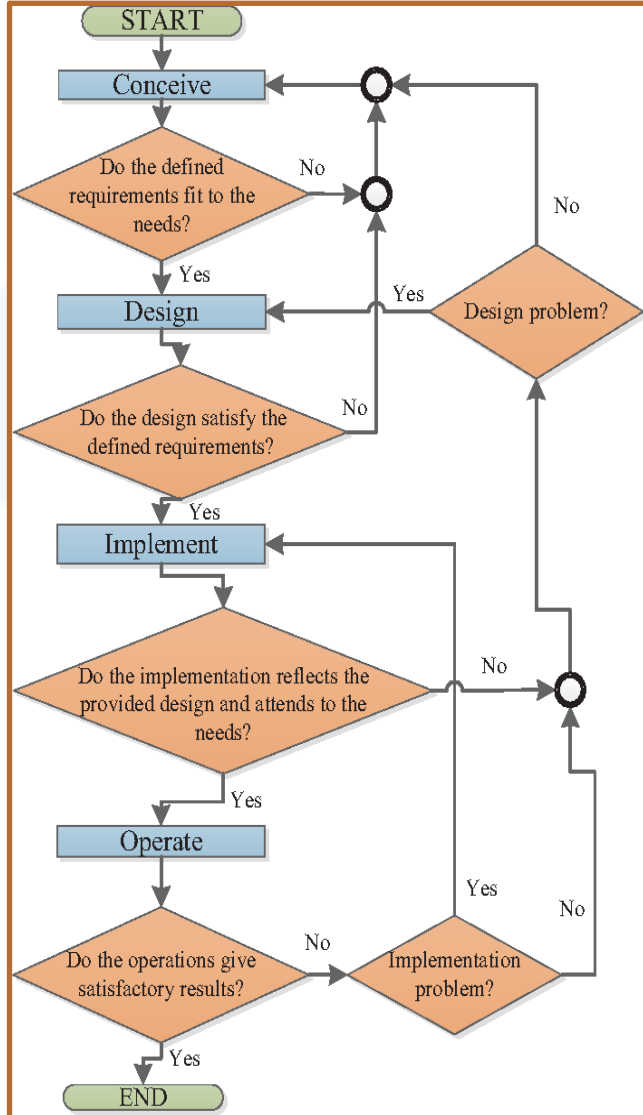 START
Conceive
Do the defined
requirements fit to the
needs?
No
Yes
No
Design
Yes
Design problem?
Do the design satisfy the
defined requirements?
No
Yes
Implement
Do the implementation reflects the
provided design and attends to the
needs?
No
Yes
Operate
Yes
No
Do the operations give
satisfactory results?
No
Implementation
problem?
Yes
END